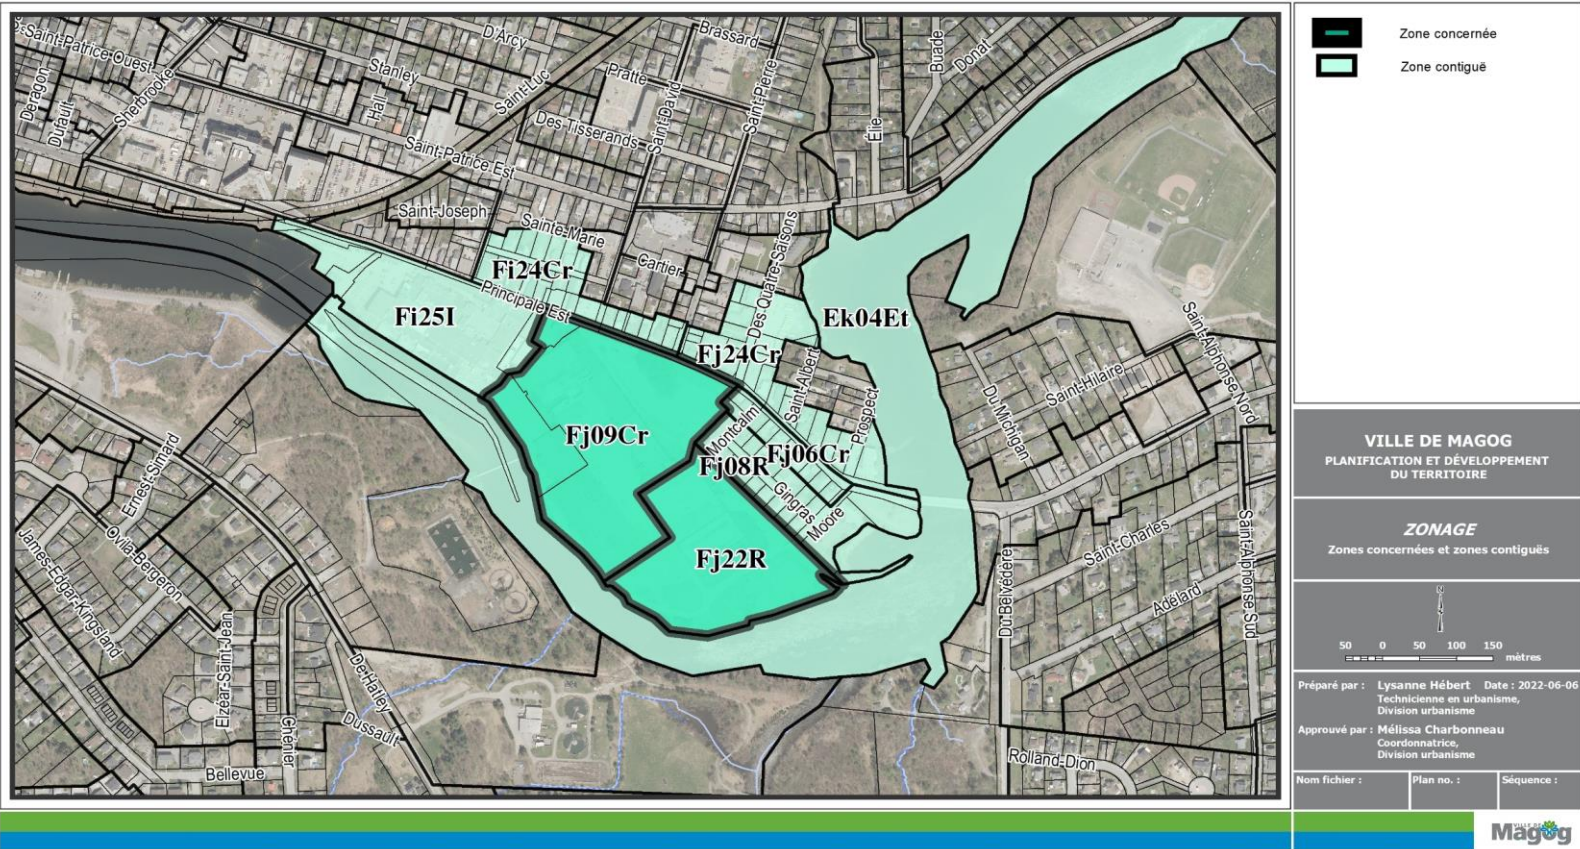 D'Arcy
Brassard
Saint-Patrice Ouest
Stanley
Pratte
Buade
Donat
Deragon
Dufault
Sherbrooke
Hall
Saint-Luc
Saint-David
Saint-Pierre
Élie
Des Tisserands
Saint-Patrice Est
Saint-Joseph
Sainte-Marie
Cartier
Des Quatre-Saisons
Fi24Cr
Principale Est
Fi25I
Ek04Et
Fj24Cr
Saint-Albert
Prospect
Saint-Alphonse Nord
Saint-Hilaire
Du Michigan
Fj09Cr
Montcalm
Fj08R
Fj06Cr
Gingras
Moore
Ernest-Simard
Ovila-Bergeron
James-Edgar-Kingsland
Fj22R
Saint-Charles
Saint-Alphonse Sud
Adélard
Du Belvédère
Elzéar-Saint-Jean
Chénier
De Hatley
Dussault
Bellevue
Rolland-Dion
Zone concernée
Zone contiguë
VILLE DE MAGOG
PLANIFICATION ET DÉVELOPPEMENT
DU TERRITOIRE
ZONAGE
Zones concernées et zones contiguës
N
50 0 50 100 150
mètres
Préparé par : Lysanne Hébert Date : 2022-06-06
Technicienne en urbanisme,
Division urbanisme
Approuvé par : Mélissa Charbonneau
Coordonnatrice,
Division urbanisme
Nom fichier : Plan no. : Séquence :
VILLE DE
Magog